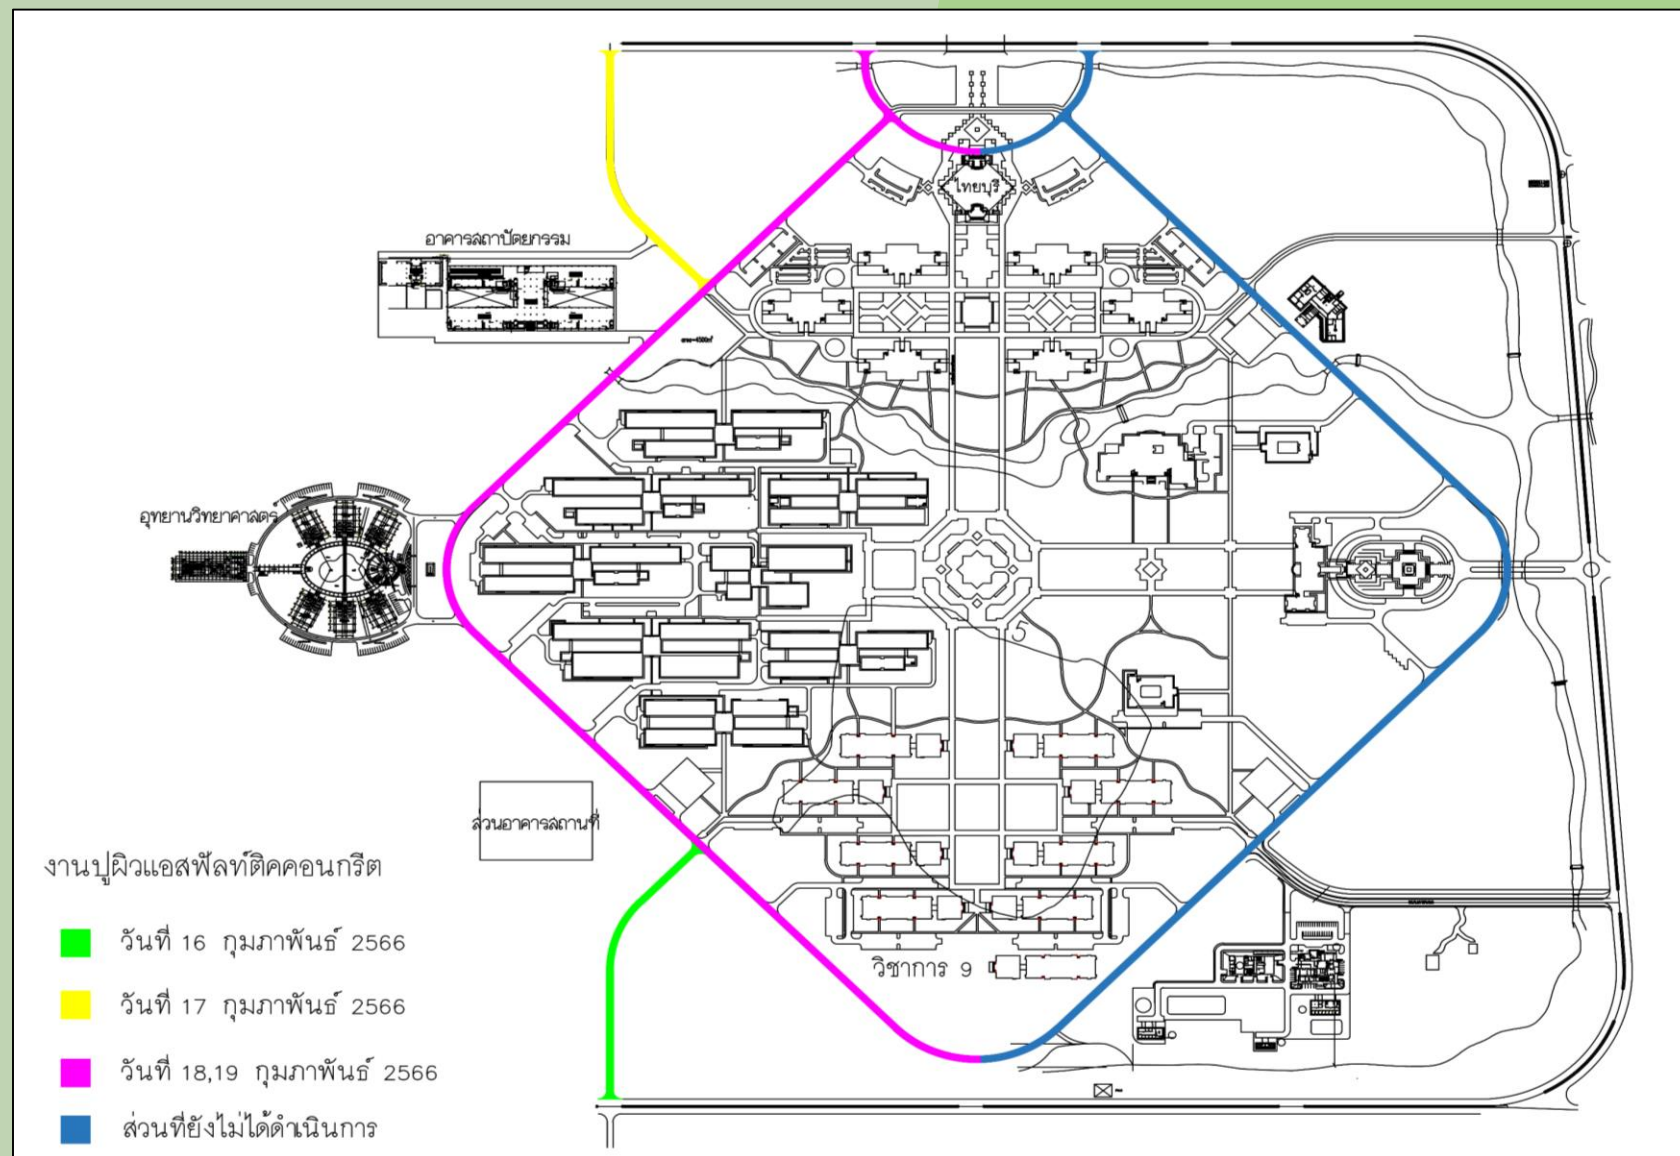 ไทยบุรี
อาคารสถาปัตยกรรม
อุทยานวิทยาศาสตร
ส่วนอาคารสถานที่
งานปูผิวแอสฟัลท์ติคคอนกรีต
วันที่ 16 กุมภาพันธ์ 2566
วิชาการ 9
วันที่ 17 กุมภาพันธ์ 2566
วันที่ 18,19 กุมภาพันธ์ 2566
ส่วนที่ยังไม่ได้ดำเนินการ